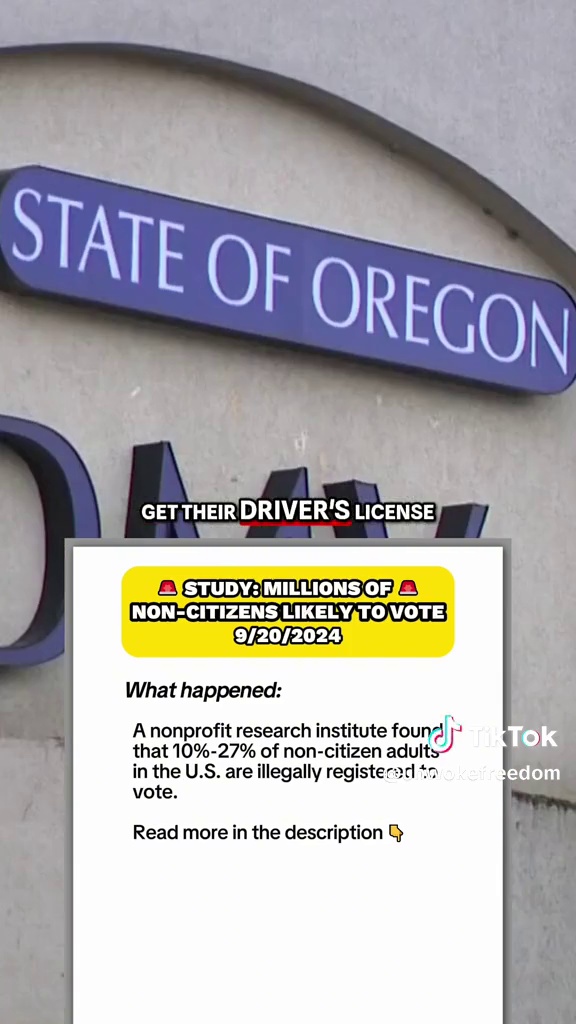 STATE OF OREGON
DMV
GET THEIR DRIVER'S LICENSE
🚨 STUDY: MILLIONS OF 🚨
NON-CITIZENS LIKELY TO VOTE
9/20/2024
What happened:
A nonprofit research institute found
that 10%-27% of non-citizen adults
in the U.S. are illegally registered to
vote.
Read more in the description 👇
TikTok